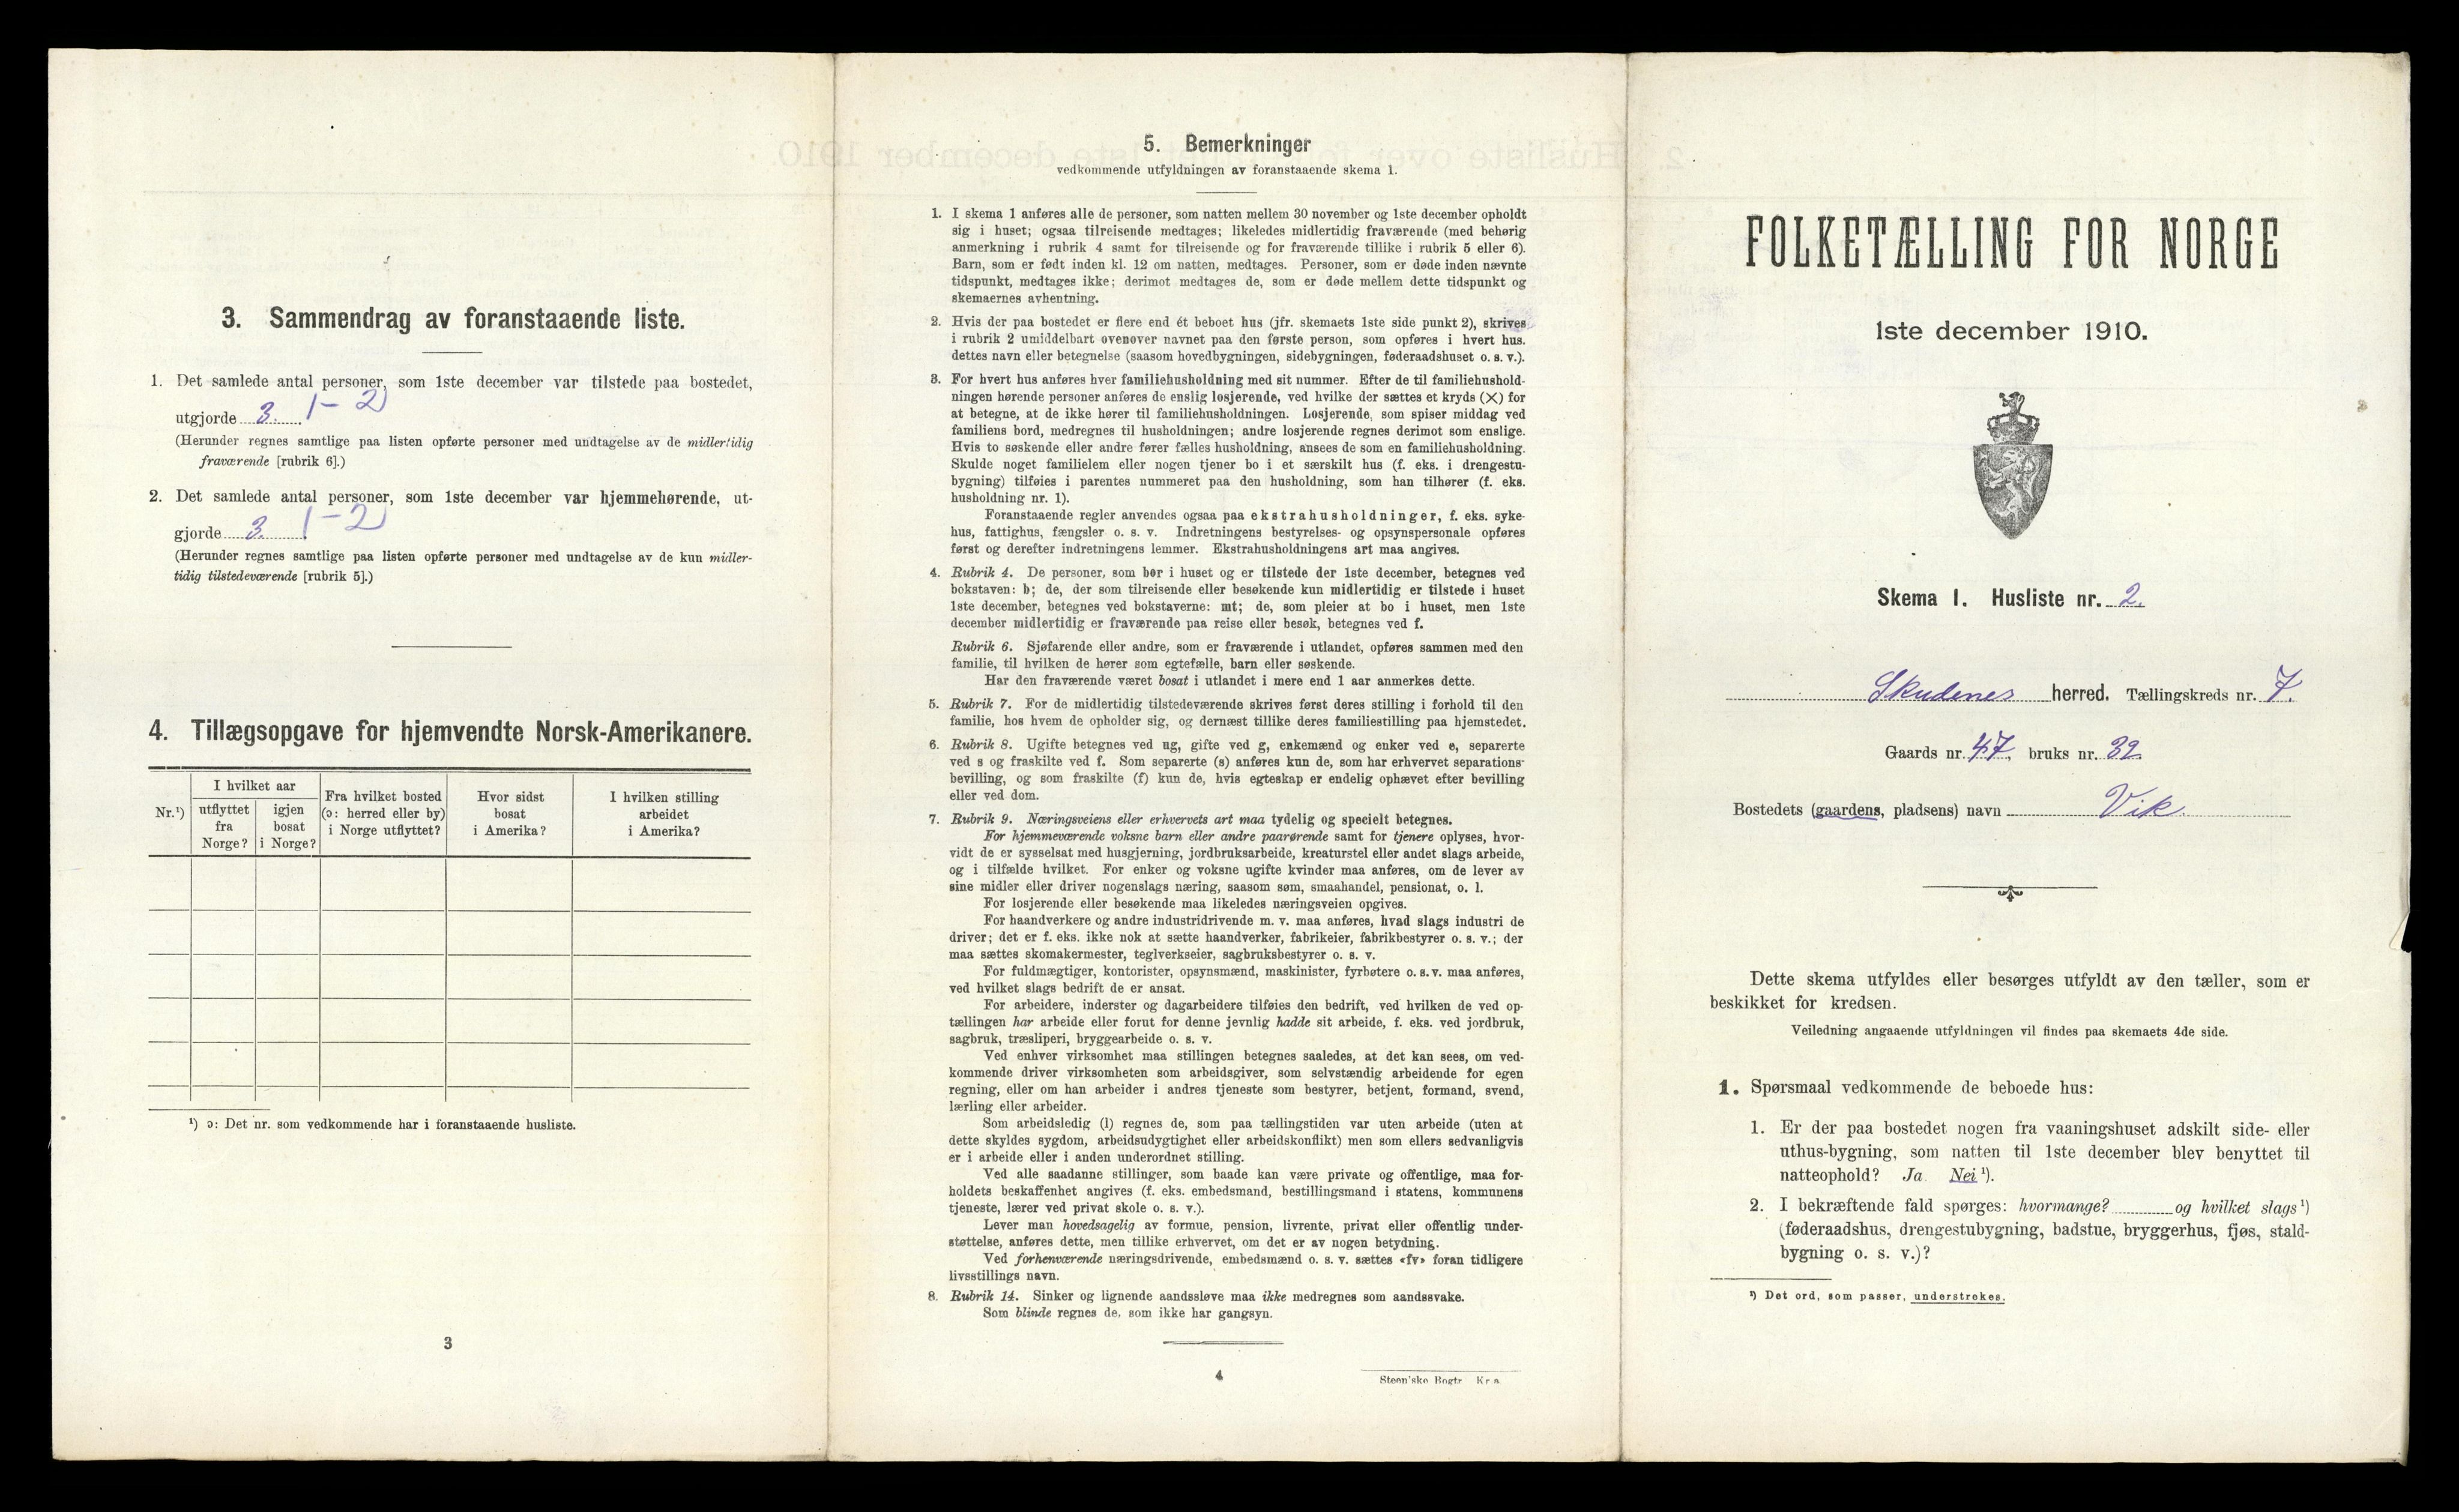 3. Sammendrag av foranstaaende liste.
1. Det samlede antal personer, som 1ste december var tilstede paa bostedet,
utgjorde 3. 1-2
(Herunder regnes samtlige paa listen opførte personer med undtagelse av de midlertidig
fraværende [rubrik 6].)
2. Det samlede antal personer, som 1ste december var hjemmehørende, ut-
gjorde 3. 1-2
(Herunder regnes samtlige paa listen opførte personer med undtagelse av de kun midler-
tidig tilstedeværende [rubrik 5].)
4. Tillægsopgave for hjemvendte Norsk-Amerikanere.
Nr.¹)
I hvilket aar
utflyttet
fra
Norge?
igjen
bosat
i Norge?
Fra hvilket bosted
(ɔ: herred eller by)
i Norge utflyttet?
Hvor sidst
bosat
i Amerika?
I hvilken stilling
arbeidet
i Amerika?
¹) ɔ: Det nr. som vedkommende har i foranstaaende husliste.
3
5. Bemerkninger
vedkommende utfyldningen av foranstaaende skema 1.
1. I skema 1 anføres alle de personer, som natten mellem 30 november og 1ste december opholdt
sig i huset; ogsaa tilreisende medtages; likeledes midlertidig fraværende (med behørig
anmerkning i rubrik 4 samt for tilreisende og for fraværende tillike i rubrik 5 eller 6).
Barn, som er født inden kl. 12 om natten, medtages. Personer, som er døde inden nævnte
tidspunkt, medtages ikke; derimot medtages de, som er døde mellem dette tidspunkt og
skemaernes avhentning.
2. Hvis der paa bostedet er flere end ét beboet hus (jfr. skemaets 1ste side punkt 2), skrives
i rubrik 2 umiddelbart ovenover navnet paa den første person, som opføres i hvert hus.
dettes navn eller betegnelse (saasom hovedbygningen, sidebygningen, føderaadshuset o. s. v.).
3. For hvert hus anføres hver familiehusholdning med sit nummer. Efter de til familiehushold-
ningen hørende personer anføres de enslig losjerende, ved hvilke der sættes et kryds (×) for
at betegne, at de ikke hører til familiehusholdningen. Losjerende, som spiser middag ved
familiens bord, medregnes til husholdningen; andre losjerende regnes derimot som enslige.
Hvis to søskende eller andre fører fælles husholdning, ansees de som en familiehusholdning.
Skulde noget familielem eller nogen tjener bo i et særskilt hus (f. eks. i drengestu-
bygning) tilføies i parentes nummeret paa den husholdning, som han tilhører (f. eks.
husholdning nr. 1).
Foranstaaende regler anvendes ogsaa paa ekstrahusholdninger, f. eks. syke-
hus, fattighus, fængsler o. s. v. Indretningens bestyrelses- og opsynspersonale opføres
først og derefter indretningens lemmer. Ekstrahusholdningens art maa angives.
4. Rubrik 4. De personer, som bor i huset og er tilstede der 1ste december, betegnes ved
bokstaven: b; de, der som tilreisende eller besøkende kun midlertidig er tilstede i huset
1ste december, betegnes ved bokstaverne: mt; de, som pleier at bo i huset, men 1ste
december midlertidig er fraværende paa reise eller besøk, betegnes ved f.
Rubrik 6. Sjøfarende eller andre, som er fraværende i utlandet, opføres sammen med den
familie, til hvilken de hører som egtefælle, barn eller søskende.
Har den fraværende været bosat i utlandet i mere end 1 aar anmerkes dette.
5. Rubrik 7. For de midlertidig tilstedeværende skrives først deres stilling i forhold til den
familie, hos hvem de opholder sig, og dernæst tillike deres familiestilling paa hjemstedet.
6. Rubrik 8. Ugifte betegnes ved ug, gifte ved g, enkemænd og enker ved e, separerte
ved s og fraskilte ved f. Som separerte (s) anføres kun de, som har erhvervet separations-
bevilling, og som fraskilte (f) kun de, hvis egteskap er endelig ophævet efter bevilling
eller ved dom.
7. Rubrik 9. Næringsveiens eller erhvervets art maa tydelig og specielt betegnes.
For hjemmeværende voksne barn eller andre paarørende samt for tjenere oplyses, hvor-
vidt de er sysselsat med husgjerning, jordbruksarbeide, kreaturstel eller andet slags arbeide,
og i tilfælde hvilket. For enker og voksne ugifte kvinder maa anføres, om de lever av
sine midler eller driver nogenslags næring, saasom søm, smaahandel, pensionat, o. l.
For losjerende eller besøkende maa likeledes næringsveien opgives.
For haandverkere og andre industridrivende m. v. maa anføres, hvad slags industri de
driver; det er f. eks. ikke nok at sætte haandverker, fabrikeier, fabrikbestyrer o. s. v.; der
maa sættes skomakermester, teglverkseier, sagbruksbestyrer o. s. v.
For fuldmægtiger, kontorister, opsynsmænd, maskinister, fyrbøtere o. s. v. maa anføres,
ved hvilket slags bedrift de er ansat.
For arbeidere, inderster og dagarbeidere tilføies den bedrift, ved hvilken de ved op-
tællingen har arbeide eller forut for denne jevnlig hadde sit arbeide, f. eks. ved jordbruk,
sagbruk, træsliperi, bryggearbeide o. s. v.
Ved enhver virksomhet maa stillingen betegnes saaledes, at det kan sees, om ved-
kommende driver virksomheten som arbeidsgiver, som selvstændig arbeidende for egen
regning, eller om han arbeider i andres tjeneste som bestyrer, betjent, formand, svend,
lærling eller arbeider.
Som arbeidsledig (l) regnes de, som paa tællingstiden var uten arbeide (uten at
dette skyldes sygdom, arbeidsudygtighet eller arbeidskonflikt) men som ellers sedvanligvis
er i arbeide eller i anden underordnet stilling.
Ved alle saadanne stillinger, som baade kan være private og offentlige, maa for-
holdets beskaffenhet angives (f. eks. embedsmand, bestillingsmand i statens, kommunens
tjeneste, lærer ved privat skole o. s. v.).
Lever man hovedsagelig av formue, pension, livrente, privat eller offentlig under-
støttelse, anføres dette, men tillike erhvervet, om det er av nogen betydning.
Ved forhenværende næringsdrivende, embedsmænd o. s. v. sættes «fv» foran tidligere
livsstillings navn.
8. Rubrik 14. Sinker og lignende aandssløve maa ikke medregnes som aandssvake.
Som blinde regnes de, som ikke har gangsyn.
4
Steen'ske Bogtr Kr a
FOLKETÆLLING FOR NORGE
1ste december 1910.
Skema 1. Husliste nr. 2.
Skudenes herred. Tællingskreds nr. 7.
Gaards nr. 47, bruks nr. 32.
Bostedets (gaardens, pladsens) navn Vik.
Dette skema utfyldes eller besørges utfyldt av den tæller, som er
beskikket for kredsen.
Veiledning angaaende utfyldningen vil findes paa skemaets 4de side.
1. Spørsmaal vedkommende de beboede hus:
1. Er der paa bostedet nogen fra vaaningshuset adskilt side- eller
uthus-bygning, som natten til 1ste december blev benyttet til
natteophold? Ja Nei ¹).
2. I bekræftende fald spørges: hvormange? og hvilket slags ¹)
(føderaadshus, drengestubygning, badstue, bryggerhus, fjøs, stald-
bygning o. s. v.)?
¹) Det ord, som passer, understrekes.